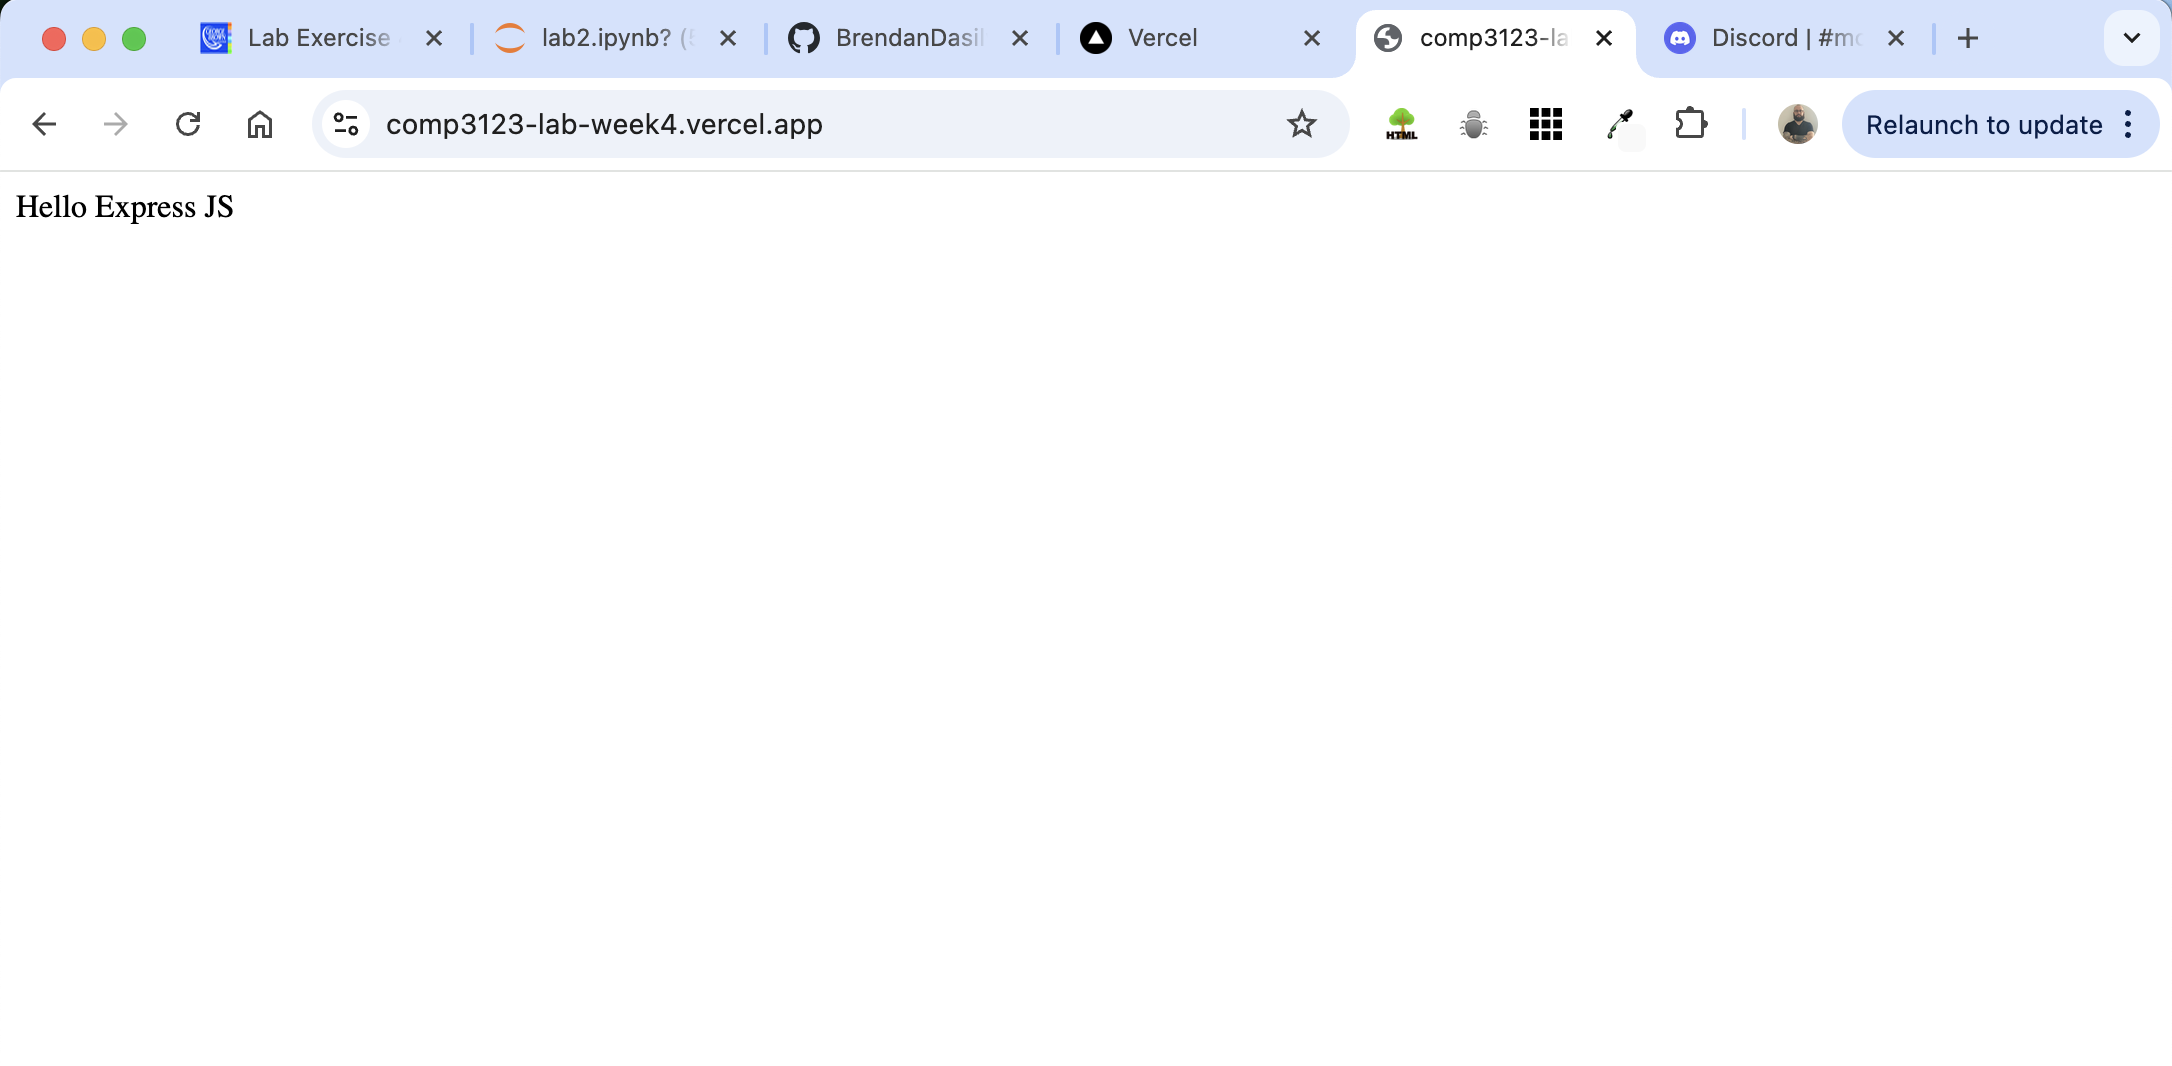 Lab Exercise
lab2.ipynb? (
BrendanDasil
Vercel
comp3123-la
Discord | #mo
comp3123-lab-week4.vercel.app
HTML
Relaunch to update
Hello Express JS